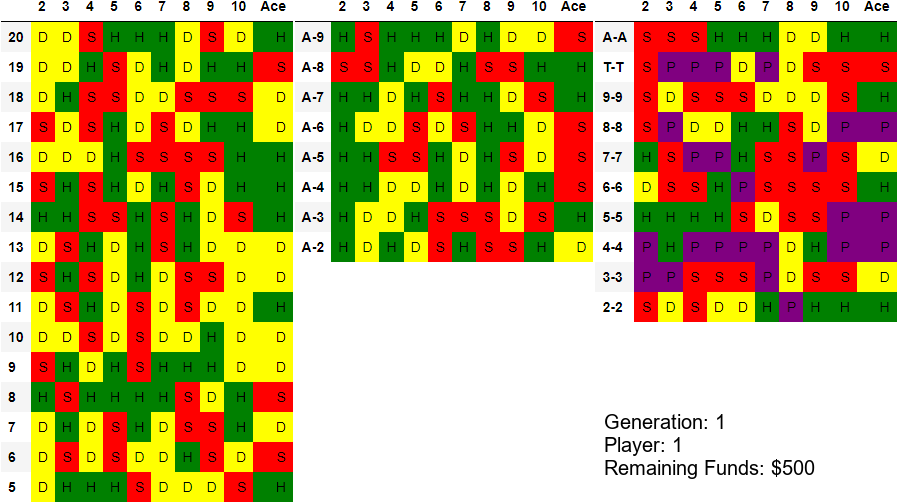 2 3 4 5 6 7 8 9 10 Ace
20 D D S H H H D S D H
19 D D H S D H D H H S
18 D H S S D D S S S D
17 S D S H D S D H H D
16 D D D H S S S S H H
15 S H S H D H S D H H
14 H H S S H S H D S H
13 D S H D H S H D D D
12 S H S D H D S S D D
11 D S H D S D S D D H
10 D D S D S D D H D D
9 S H D H S H H H D D
8 H S H H H H S D H S
7 D H D S H D S S H D
6 D S D S D D H S D S
5 D H H H S D D D S H
2 3 4 5 6 7 8 9 10 Ace
A-9 H S H H H D H D D S
A-8 S S H D D H S S H H
A-7 H H D H S H H D S H
A-6 H D D S D S H H D S
A-5 H H S S H D H S D S
A-4 H H D D H D H D H S
A-3 H D D H S S S D S H
A-2 H D H D S H S S H D
2 3 4 5 6 7 8 9 10 Ace
A-A S S S H H H D D H H
T-T S P P P D P D S S S
9-9 S D S S S D D D S H
8-8 S P D D H H S D P P
7-7 H S P P H S S P S D
6-6 D S S H P S S S S H
5-5 H H H H S D S S P P
4-4 P H P P P P D H P P
3-3 P P S S S P D S S D
2-2 S D S D D H P H H H
Generation: 1
Player: 1
Remaining Funds: $500